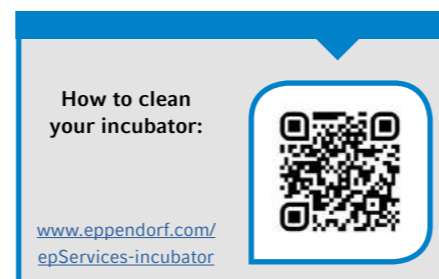 How to clean
your incubator:
www.eppendorf.com/
epServices-incubator